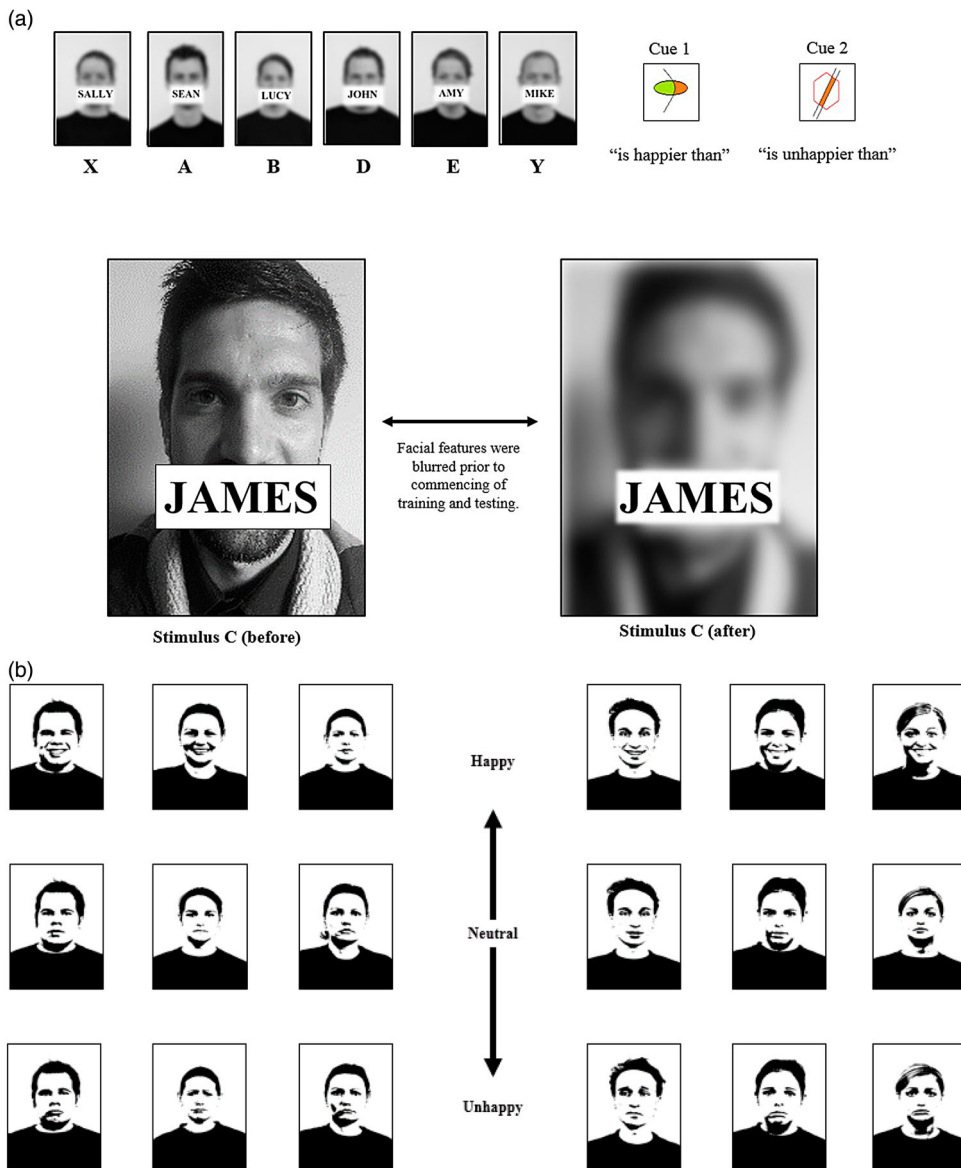 (a)
SALLY SEAN LUCY JOHN AMY MIKE
X A B D E Y
Cue 1 Cue 2
“is happier than” “is unhappier than”
JAMES
Facial features were
blurred prior to
commencing of
training and testing.
JAMES
Stimulus C (before)
Stimulus C (after)
(b)
Happy
Neutral
Unhappy